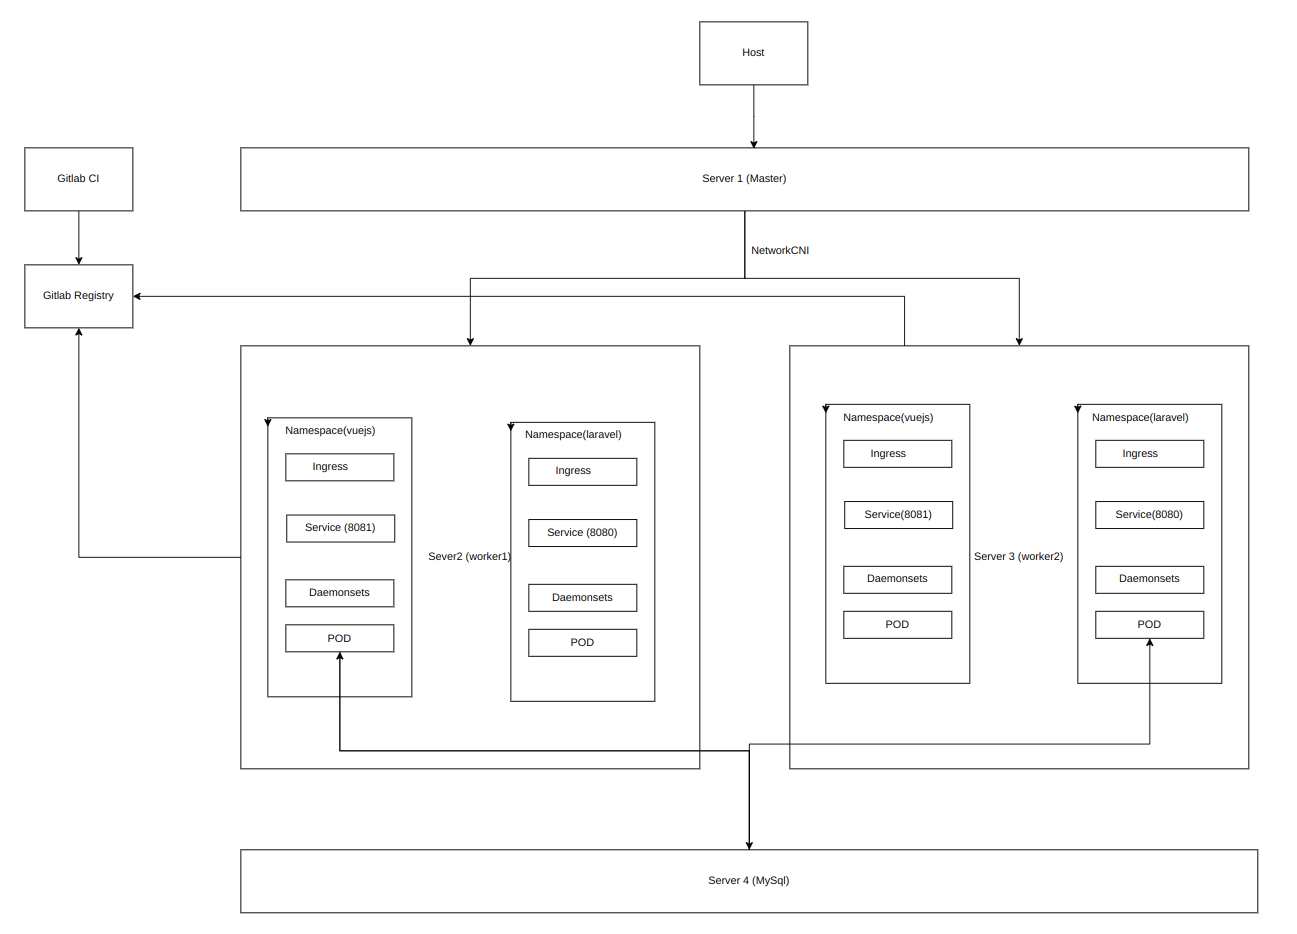 Host
Gitlab CI
Server 1 (Master)
NetworkCNI
Gitlab Registry
Namespace(vuejs)
Ingress
Service (8081)
Daemonsets
POD
Sever2 (worker1)
Namespace(laravel)
Ingress
Service (8080)
Daemonsets
POD
Namespace(vuejs)
Ingress
Service(8081)
Daemonsets
POD
Server 3 (worker2)
Namespace(laravel)
Ingress
Service(8080)
Daemonsets
POD
Server 4 (MySql)